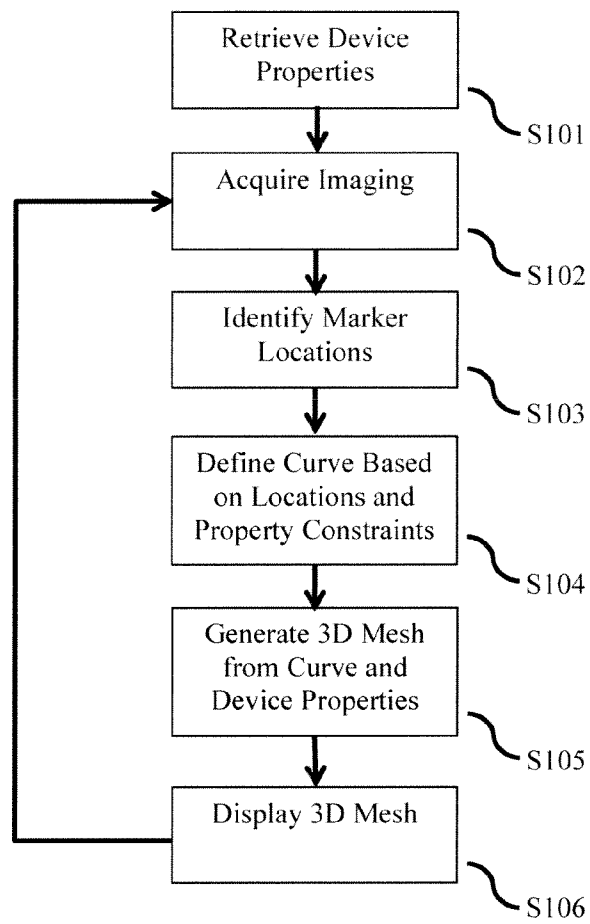 Retrieve Device
Properties
S101
Acquire Imaging
S102
Identify Marker
Locations
S103
Define Curve Based
on Locations and
Property Constraints
S104
Generate 3D Mesh
from Curve and
Device Properties
S105
Display 3D Mesh
S106